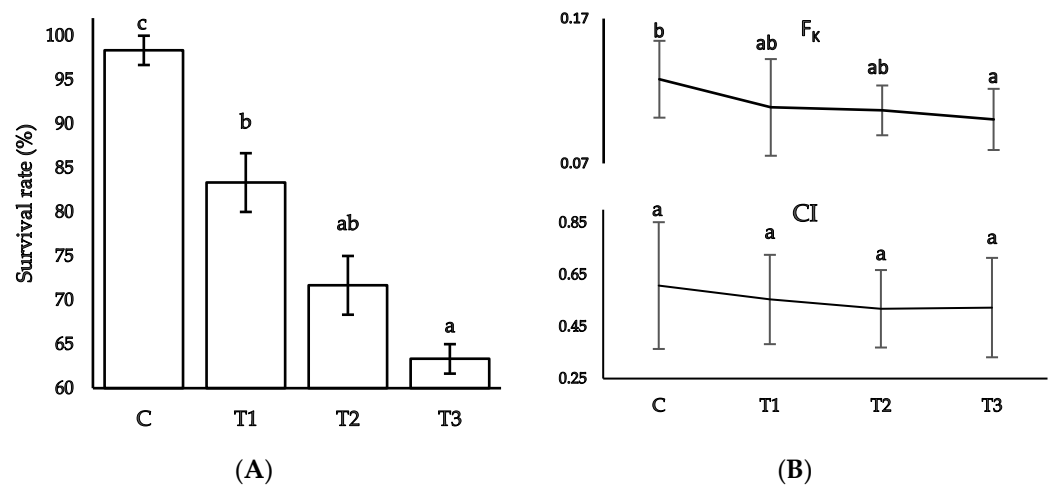 100
95
90
85
80
75
70
65
60
Survival rate (%)
c
b
ab
a
C T1 T2 T3
(A)
0.17
0.07
F_K
b ab ab a
0.85
0.65
0.45
0.25
CI
a a a a
C T1 T2 T3
(B)